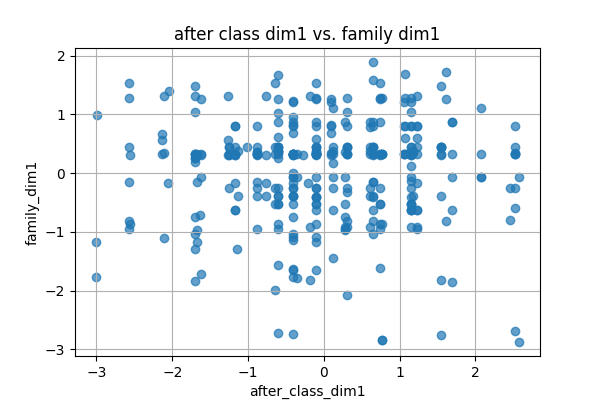 after class dim1 vs. family dim1
2
1
0
−1
−2
−3
family_dim1
−3 −2 −1 0 1 2
after_class_dim1